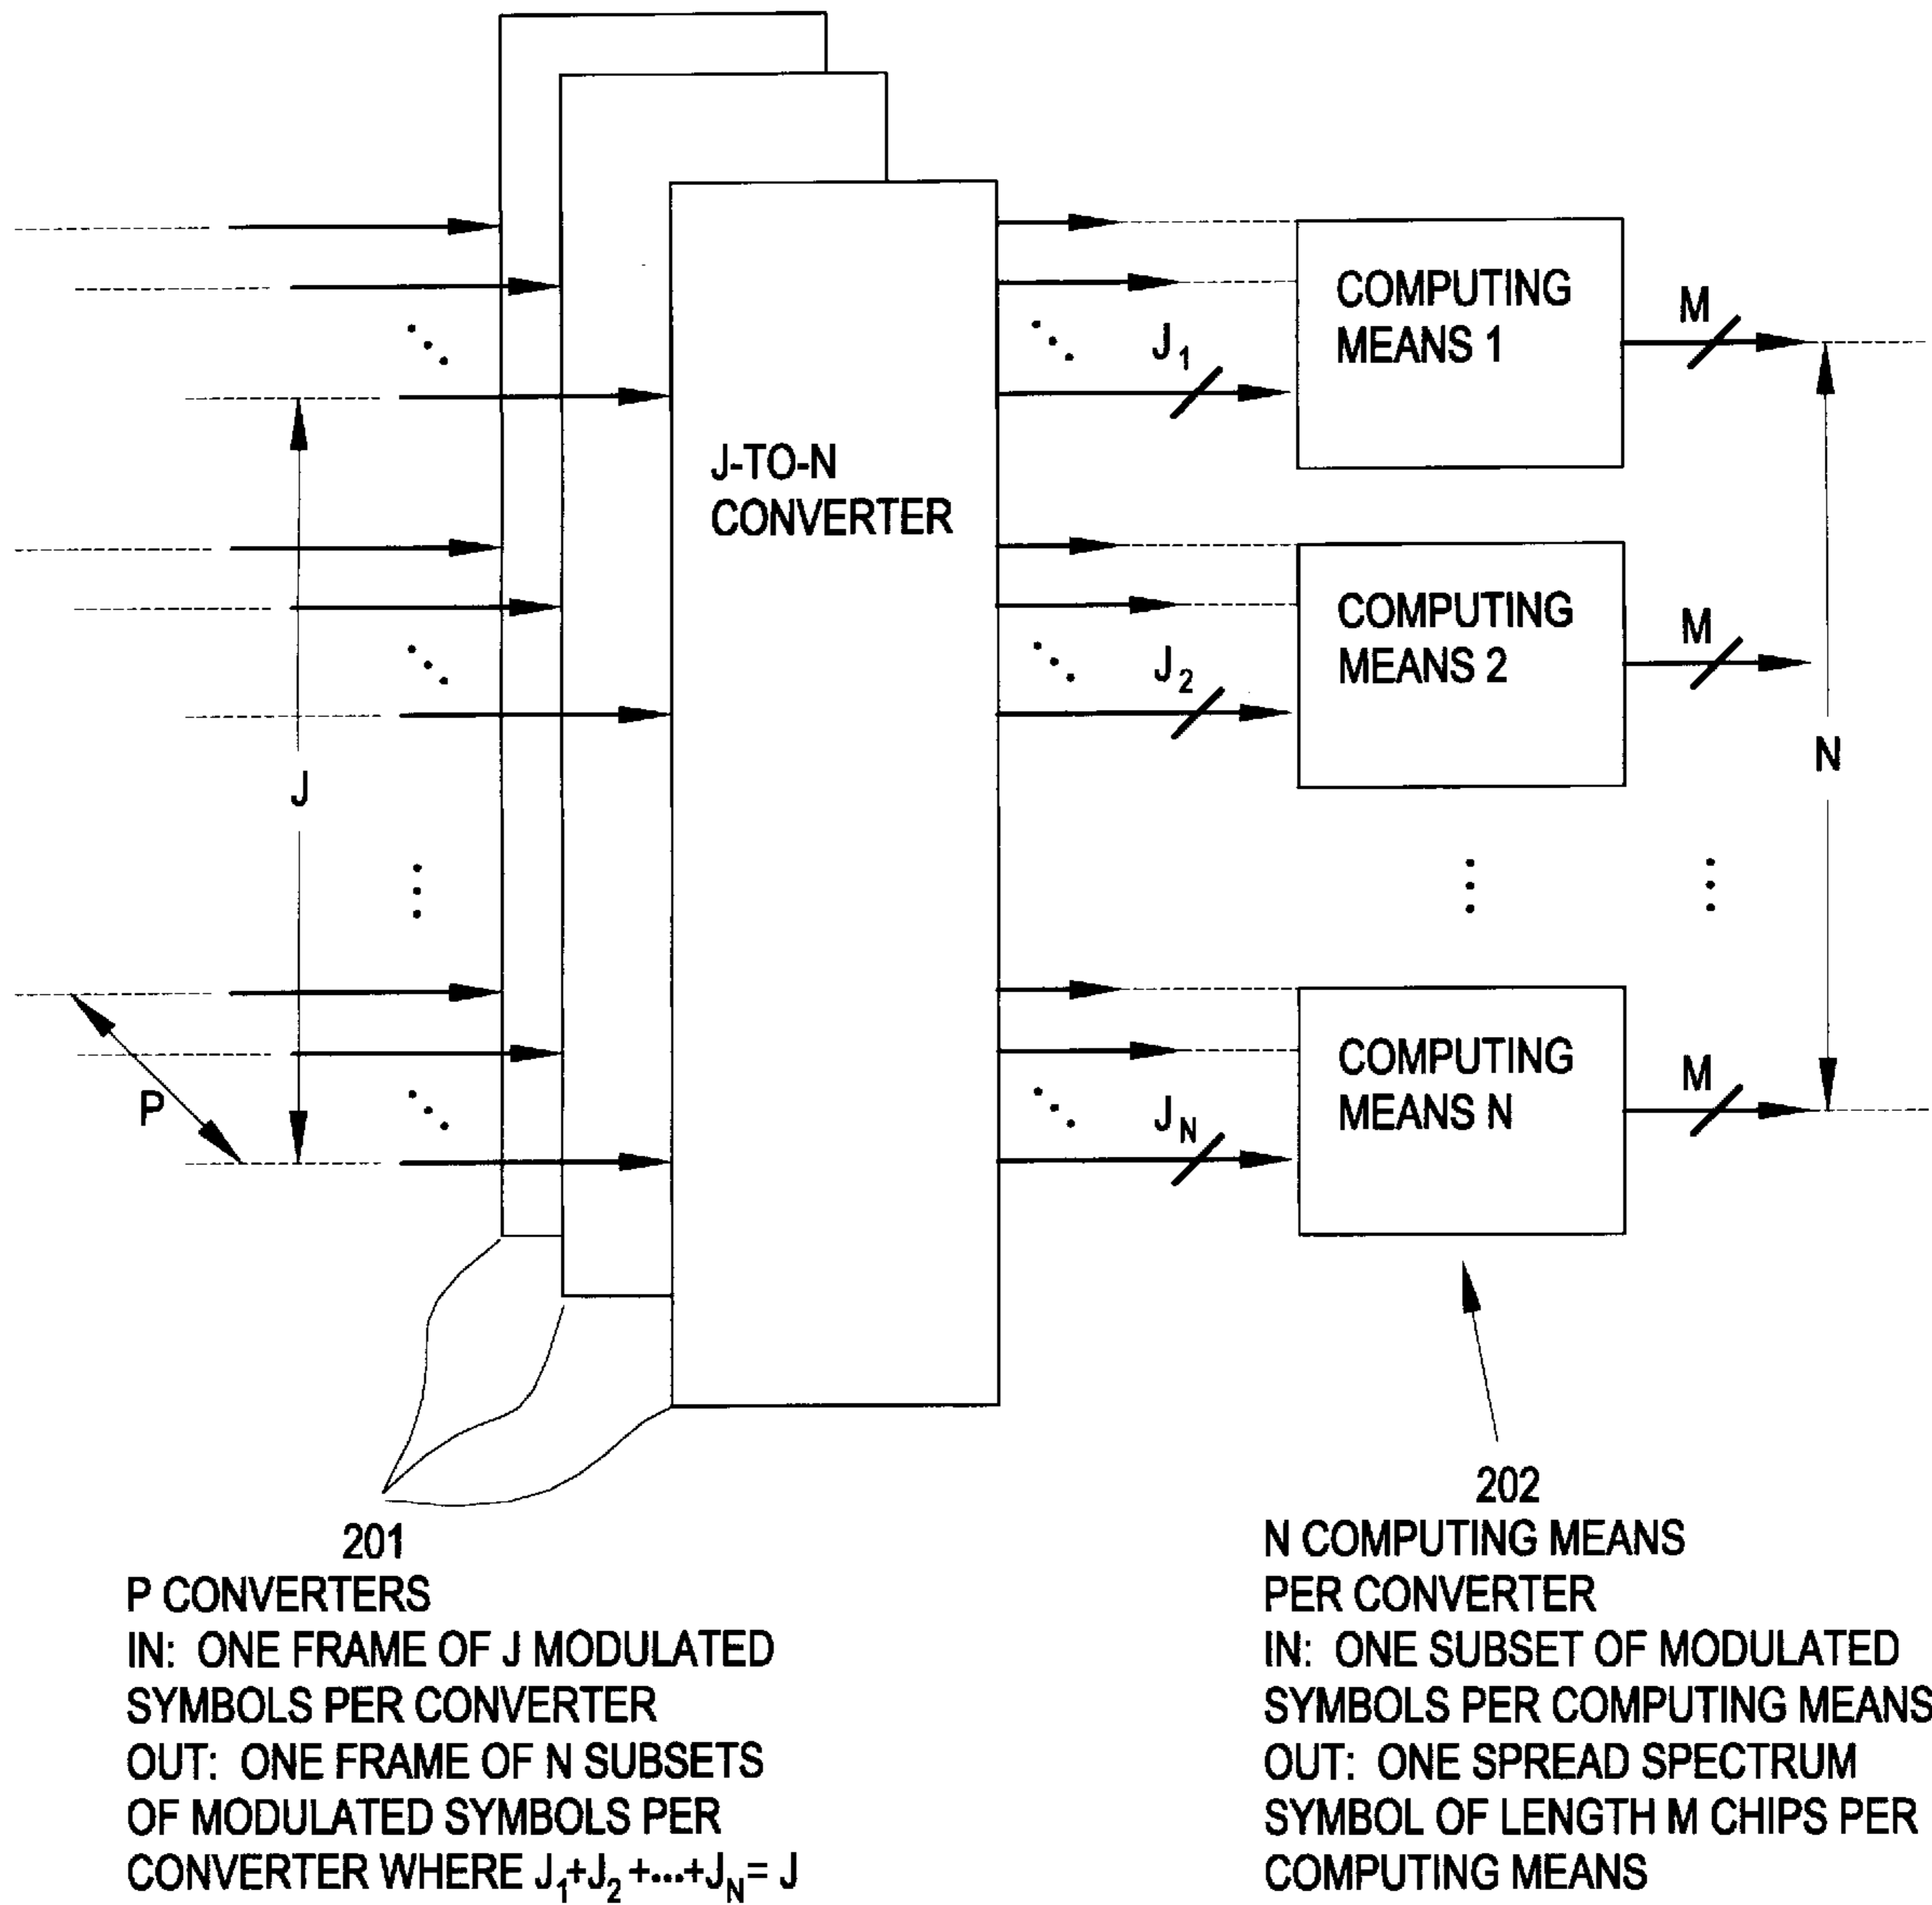 J-TO-N
CONVERTER
J
P
J₁
J₂
J_N
COMPUTING
MEANS 1
COMPUTING
MEANS 2
COMPUTING
MEANS N
M
M
M
N
201
P CONVERTERS
IN: ONE FRAME OF J MODULATED
SYMBOLS PER CONVERTER
OUT: ONE FRAME OF N SUBSETS
OF MODULATED SYMBOLS PER
CONVERTER WHERE J₁+J₂+...+J_N= J
202
N COMPUTING MEANS
PER CONVERTER
IN: ONE SUBSET OF MODULATED
SYMBOLS PER COMPUTING MEANS
OUT: ONE SPREAD SPECTRUM
SYMBOL OF LENGTH M CHIPS PER
COMPUTING MEANS